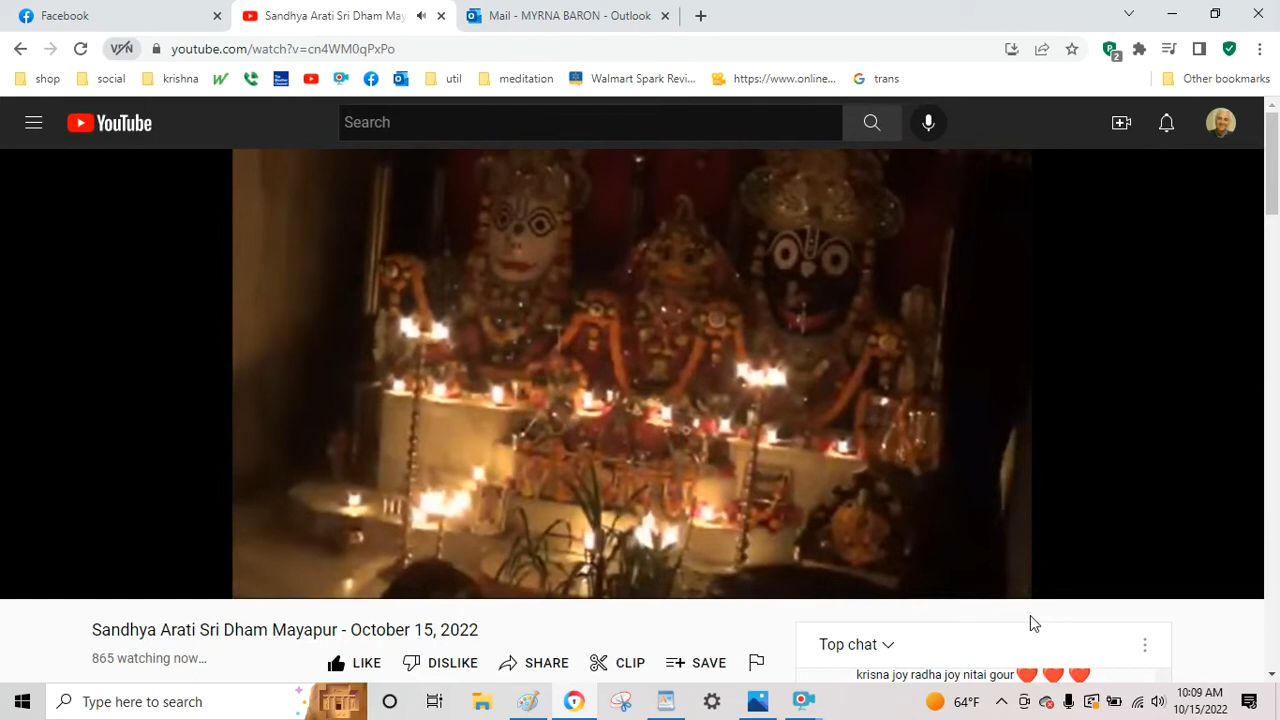 Facebook
Sandhya Arati Sri Dham May
Mail - MYRNA BARON - Outlook
VPN
youtube.com/watch?v=cn4WM0qPxPo
2
shop
social
krishna
util
meditation
Walmart Spark Revi...
https://www.online...
trans
Other bookmarks
YouTube
Search
Sandhya Arati Sri Dham Mayapur - October 15, 2022
865 watching now...
LIKE
DISLIKE
SHARE
CLIP
SAVE
Top chat
krisna joy radha joy nitai gour
Type here to search
64°F
10:09 AM
10/15/2022